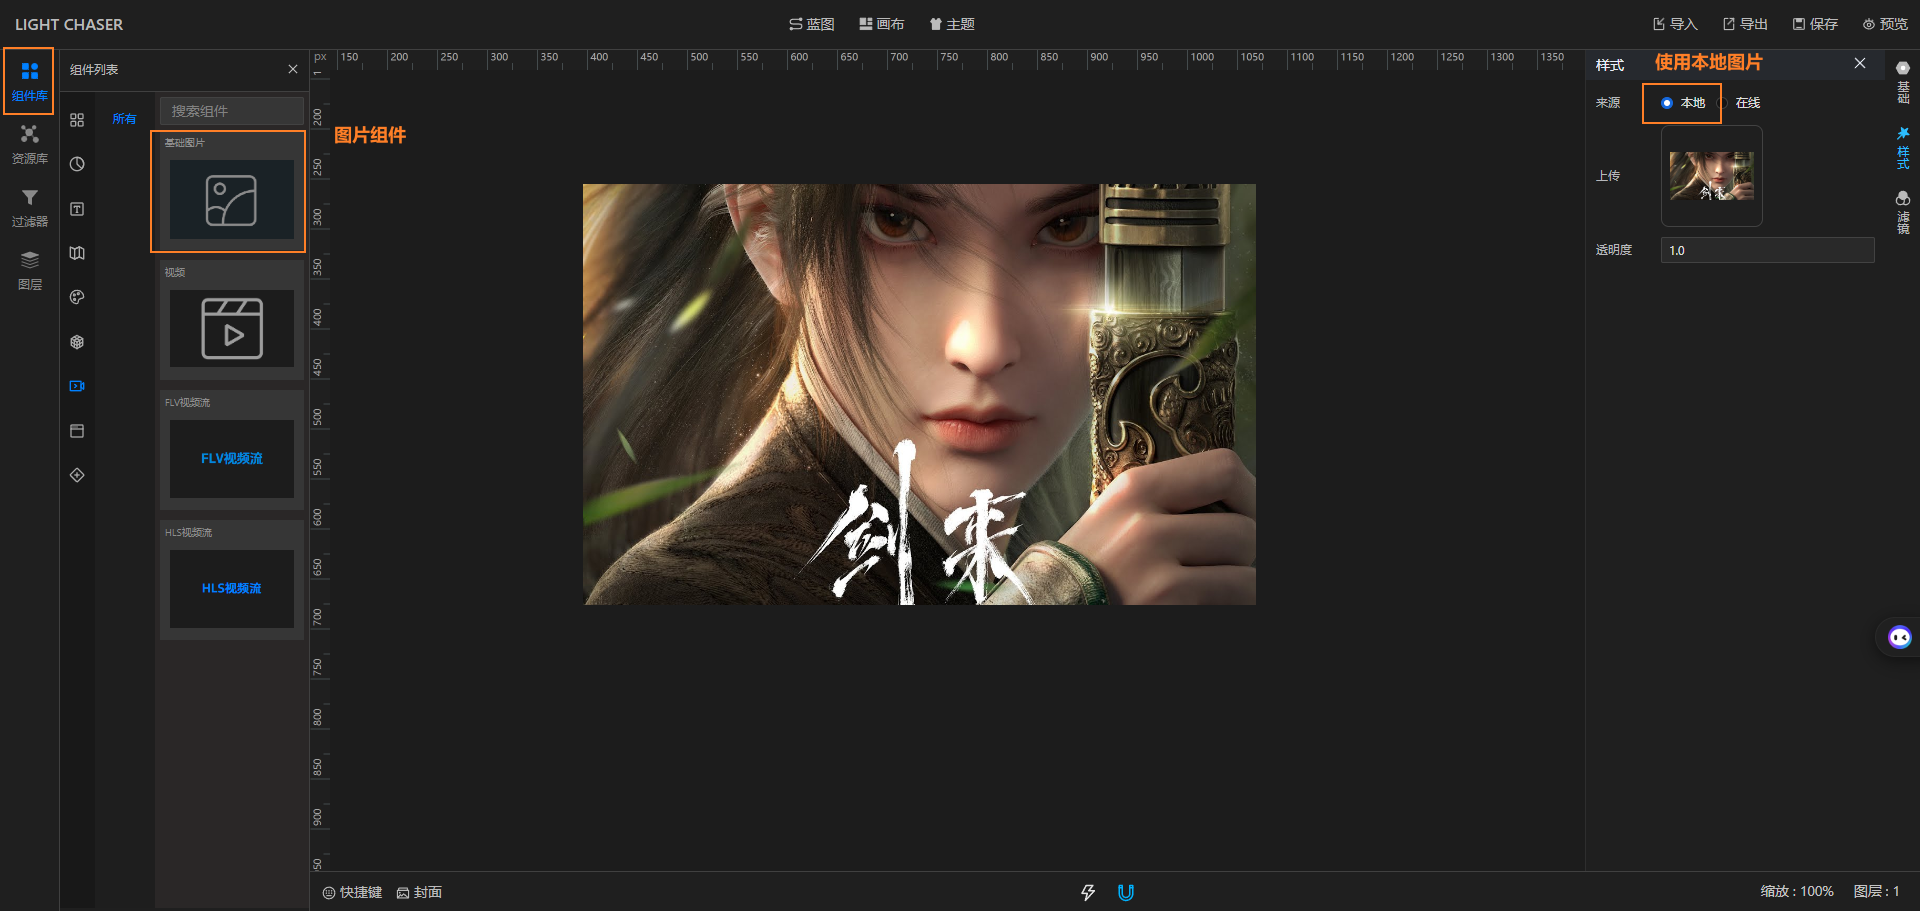 LIGHT CHASER
蓝图
画布
主题
导入
导出
保存
预览
组件库
资源库
过滤器
图层
组件列表
所有
搜索组件
基础图片
视频
FLV视频流
FLV视频流
HLS视频流
HLS视频流
px
150 200 250 300 350 400 450 500 550 600 650 700 750 800 850 900 950 1000 1050 1100 1150 1200 1250 1300 1350
200
250
300
350
400
450
500
550
600
650
700
750
800
850
900
图片组件
剑来
样式
使用本地图片
来源
本地
在线
上传
剑来
透明度
1.0
基础
样式
滤镜
快捷键
封面
缩放 : 100%
图层 : 1